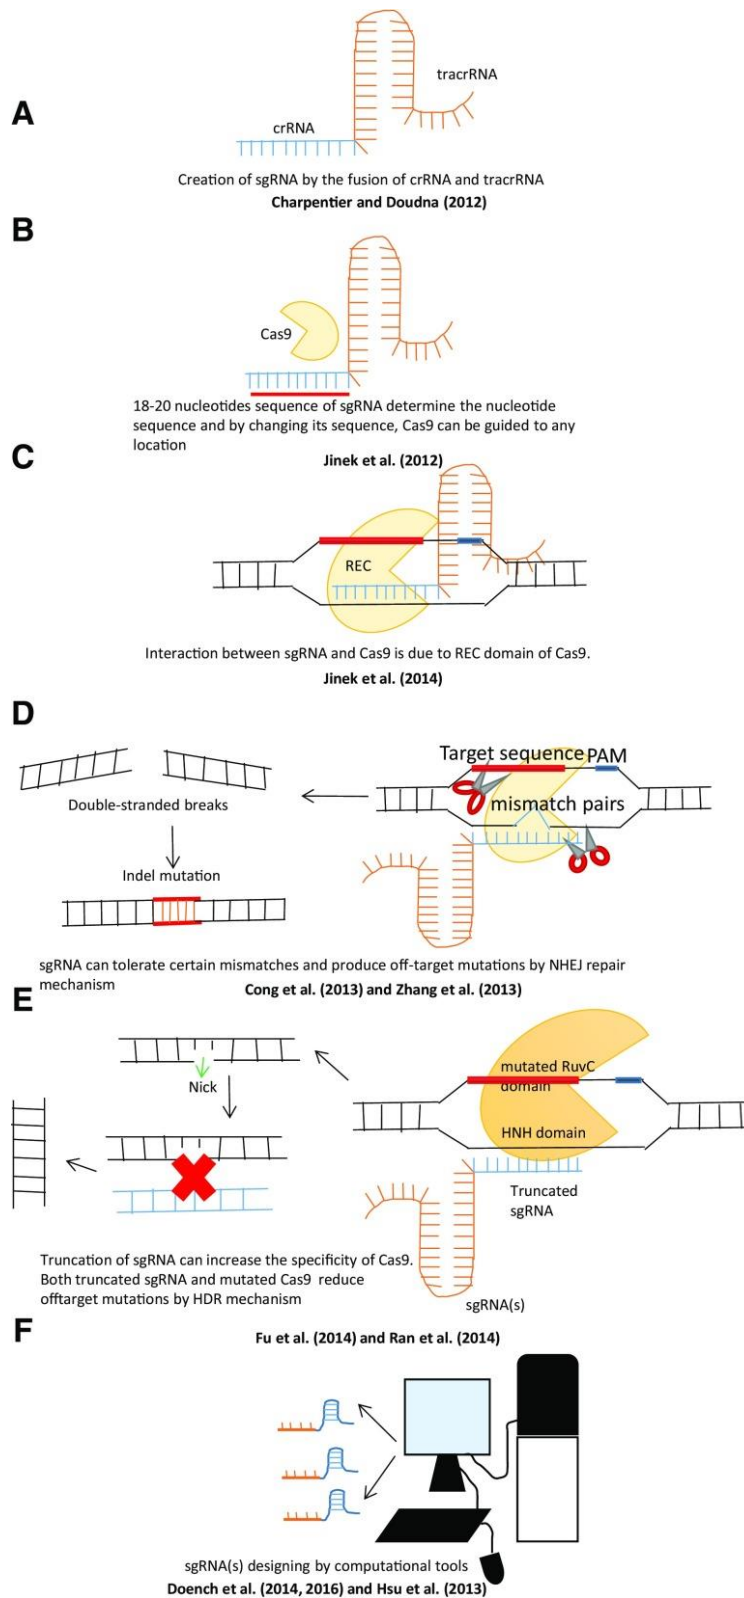 A
tracrRNA
crRNA
Creation of sgRNA by the fusion of crRNA and tracrRNA
Charpentier and Doudna (2012)
B
Cas9
18-20 nucleotides sequence of sgRNA determine the nucleotide
sequence and by changing its sequence, Cas9 can be guided to any
location
Jinek et al. (2012)
C
REC
Interaction between sgRNA and Cas9 is due to REC domain of Cas9.
Jinek et al. (2014)
D
Target sequence PAM
mismatch pairs
Double-stranded breaks
Indel mutation
sgRNA can tolerate certain mismatches and produce off-target mutations by NHEJ repair
mechanism
Cong et al. (2013) and Zhang et al. (2013)
E
mutated RuvC
domain
Nick
HNH domain
Truncated
sgRNA
Truncation of sgRNA can increase the specificity of Cas9.
Both truncated sgRNA and mutated Cas9 reduce
offtarget mutations by HDR mechanism
sgRNA(s)
Fu et al. (2014) and Ran et al. (2014)
F
sgRNA(s) designing by computational tools
Doench et al. (2014, 2016) and Hsu et al. (2013)